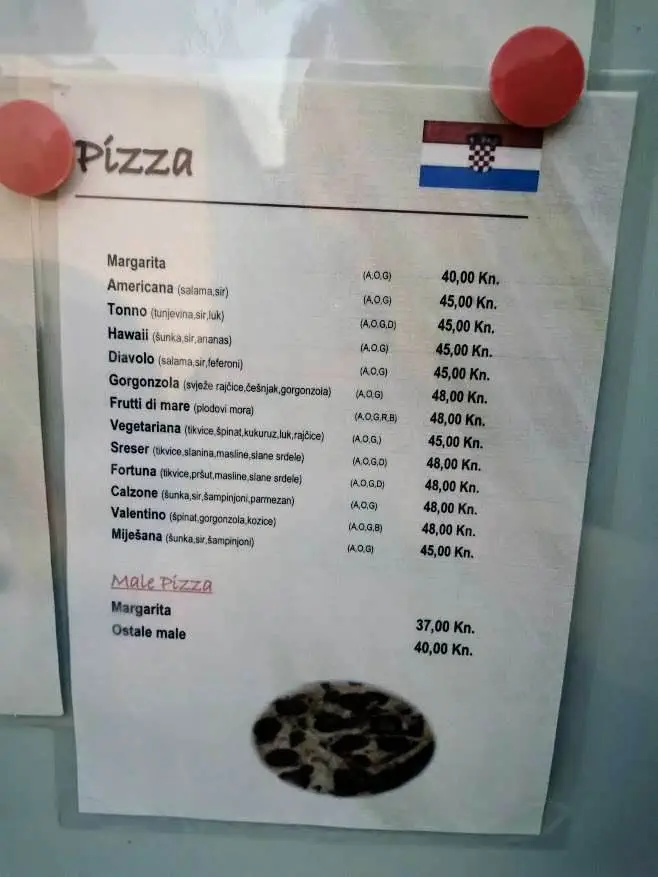 Pizza
Margarita (A,O,G) 40,00 Kn.
Americana (salama,sir) (A,O,G) 45,00 Kn.
Tonno (tunjevina,sir,luk) (A,O,G,D) 45,00 Kn.
Hawaii (šunka,sir,ananas) (A,O,G) 45,00 Kn.
Diavolo (salama,sir,feferoni) (A,O,G) 45,00 Kn.
Gorgonzola (svježe rajčice,češnjak,gorgonzola) (A,O,G) 48,00 Kn.
Frutti di mare (plodovi mora) (A,O,G,R,B) 48,00 Kn.
Vegetariana (tikvice,špinat,kukuruz,luk,rajčice) (A,O,G,) 45,00 Kn.
Sreser (tikvice,slanina,masline,slane srdele) (A,O,G,D) 48,00 Kn.
Fortuna (tikvice,pršut,masline,slane srdele) (A,O,G,D) 48,00 Kn.
Calzone (šunka,sir,šampinjoni,parmezan) (A,O,G) 48,00 Kn.
Valentino (špinat,gorgonzola,kozice) (A,O,G,B) 48,00 Kn.
Miješana (šunka,sir,šampinjoni) (A,O,G) 45,00 Kn.
Male Pizza
Margarita 37,00 Kn.
Ostale male 40,00 Kn.